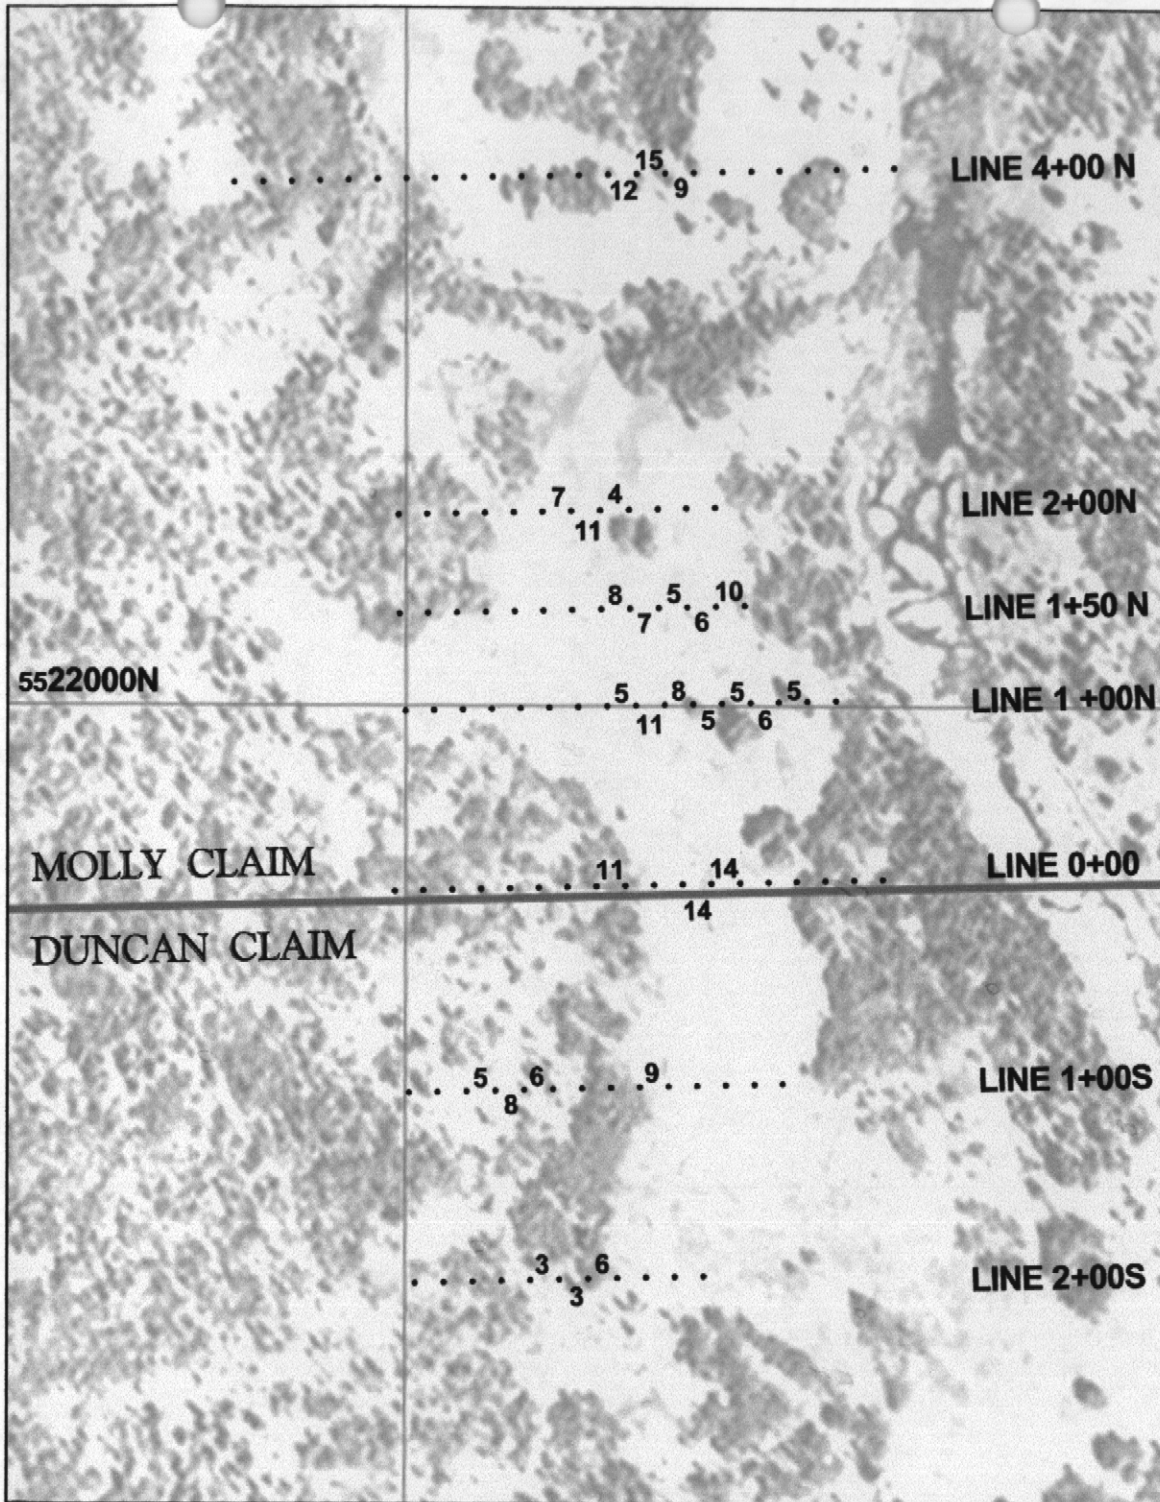 15
LINE 4+00 N
12 9
7 4
LINE 2+00N
11
8 5 10
LINE 1+50 N
7 6
5522000N
5 8 5 5
LINE 1 +00N
11 5 6
MOLLY CLAIM
11 14
LINE 0+00
14
DUNCAN CLAIM
5 6 9
LINE 1+00S
8
3 6
LINE 2+00S
3